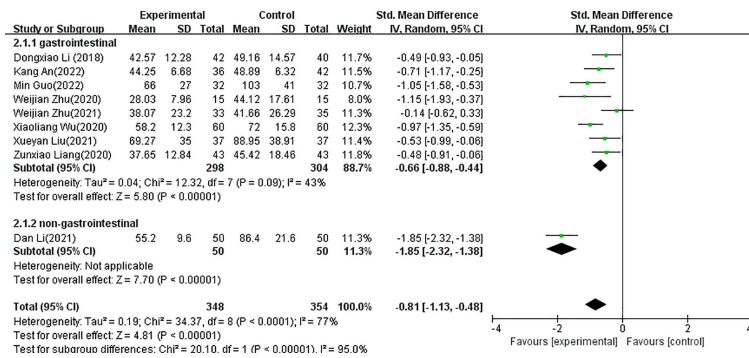 Experimental Control Std. Mean Difference Std. Mean Difference
Study or Subgroup Mean SD Total Mean SD Total Weight IV, Random, 95% CI IV, Random, 95% CI
2.1.1 gastrointestinal
Dongxiao Li (2018) 42.57 12.28 42 49.16 14.57 40 11.7% -0.49 [-0.93, -0.05]
Kang An(2022) 44.25 6.68 36 48.89 6.32 42 11.4% -0.71 [-1.17, -0.25]
Min Guo(2022) 66 27 32 103 41 32 10.6% -1.05 [-1.58, -0.53]
Weijian Zhu(2020) 28.03 7.96 15 44.12 17.61 15 7.8% -1.15 [-1.93, -0.37]
Weijian Zhu(2021) 38.07 23.2 33 41.66 26.29 35 11.2% -0.14 [-0.62, 0.33]
Xiaoliang Wu(2020) 58.2 12.3 60 72 15.8 60 12.7% -0.97 [-1.35, -0.59]
Xueyan Liu(2021) 69.27 35 37 88.95 38.91 37 11.4% -0.53 [-0.99, -0.06]
Zunxiao Liang(2020) 37.65 12.84 43 45.42 18.46 43 11.8% -0.48 [-0.91, -0.06]
Subtotal (95% CI) 298 304 88.7% -0.66 [-0.88, -0.44]
Heterogeneity: Tau² = 0.04; Chi² = 12.32, df = 7 (P = 0.09); I² = 43%
Test for overall effect: Z = 5.80 (P < 0.00001)
2.1.2 non-gastrointestinal
Dan Li(2021) 55.2 9.6 50 86.4 21.6 50 11.3% -1.85 [-2.32, -1.38]
Subtotal (95% CI) 50 50 11.3% -1.85 [-2.32, -1.38]
Heterogeneity: Not applicable
Test for overall effect: Z = 7.70 (P < 0.00001)
Total (95% CI) 348 354 100.0% -0.81 [-1.13, -0.48]
Heterogeneity: Tau² = 0.19; Chi² = 34.37, df = 8 (P < 0.0001); I² = 77%
Test for overall effect: Z = 4.81 (P < 0.00001)
Test for subgroup differences: Chi² = 20.10, df = 1 (P < 0.00001), I² = 95.0%
-4 -2 0 2 4
Favours [experimental] Favours [control]